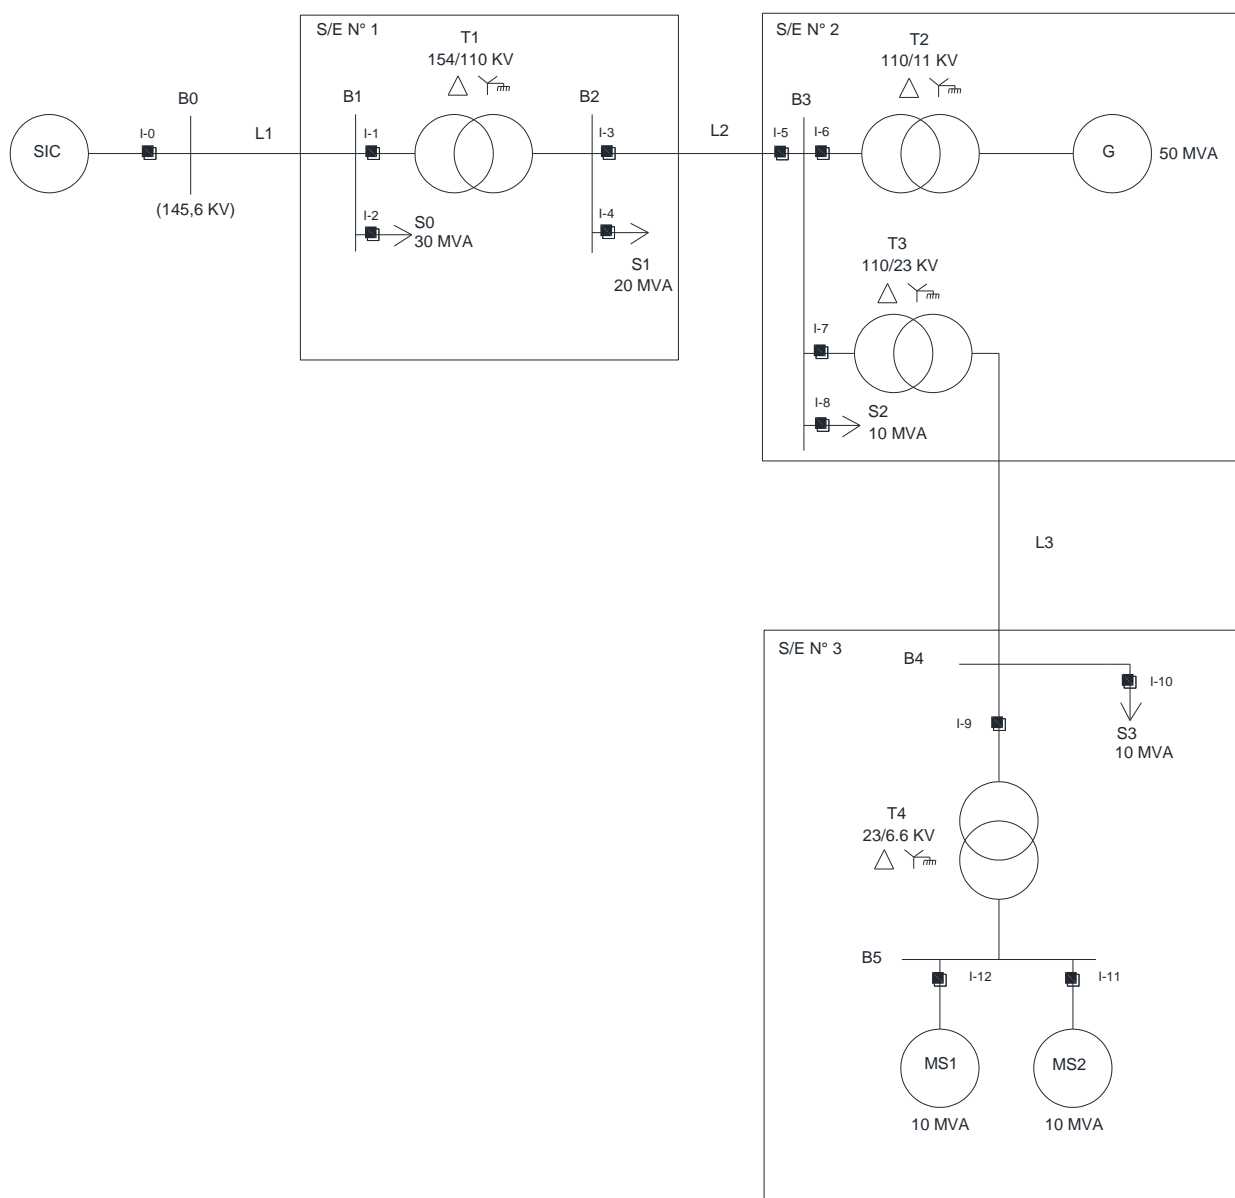 S/E N° 1
T1
154/110 KV
B0
B1
B2
I-0
L1
I-1
I-3
L2
SIC
(145,6 KV)
I-2
S0
30 MVA
I-4
S1
20 MVA
S/E N° 2
T2
110/11 KV
B3
I-5
I-6
G
50 MVA
T3
110/23 KV
I-7
I-8
S2
10 MVA
L3
S/E N° 3
B4
I-10
I-9
S3
10 MVA
T4
23/6.6 KV
B5
I-12
I-11
MS1
MS2
10 MVA
10 MVA